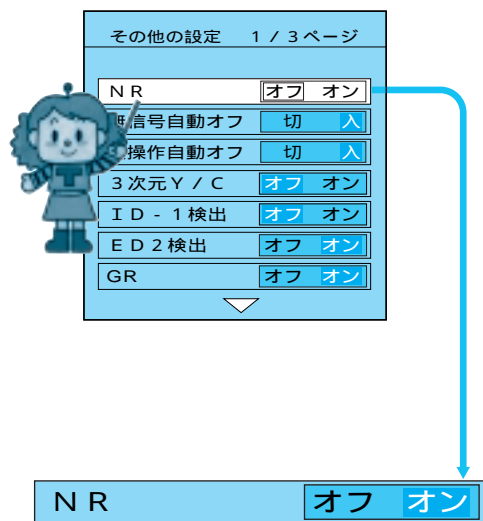 その他の設定 1/3ページ
NR オフ オン
信号自動オフ 切 入
操作自動オフ 切 入
3次元Y/C オフ オン
ID-1検出 オフ オン
ED2検出 オフ オン
GR オフ オン
NR オフ オン